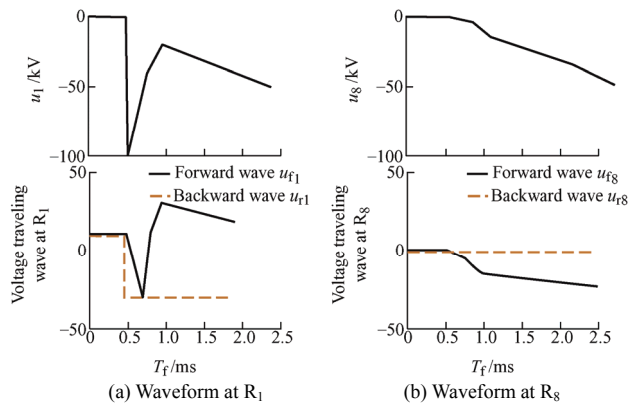 0
−50
−100
u1/kV
0
−50
−100
u8/kV
50
0
−50
Voltage traveling
wave at R1
Forward wave uf1
Backward wave ur1
0 0.5 1.0 1.5 2.0 2.5
Tf/ms
(a) Waveform at R1
50
0
−50
Voltage traveling
wave at R8
Forward wave uf8
Backward wave ur8
0 0.5 1.0 1.5 2.0 2.5
Tf/ms
(b) Waveform at R8